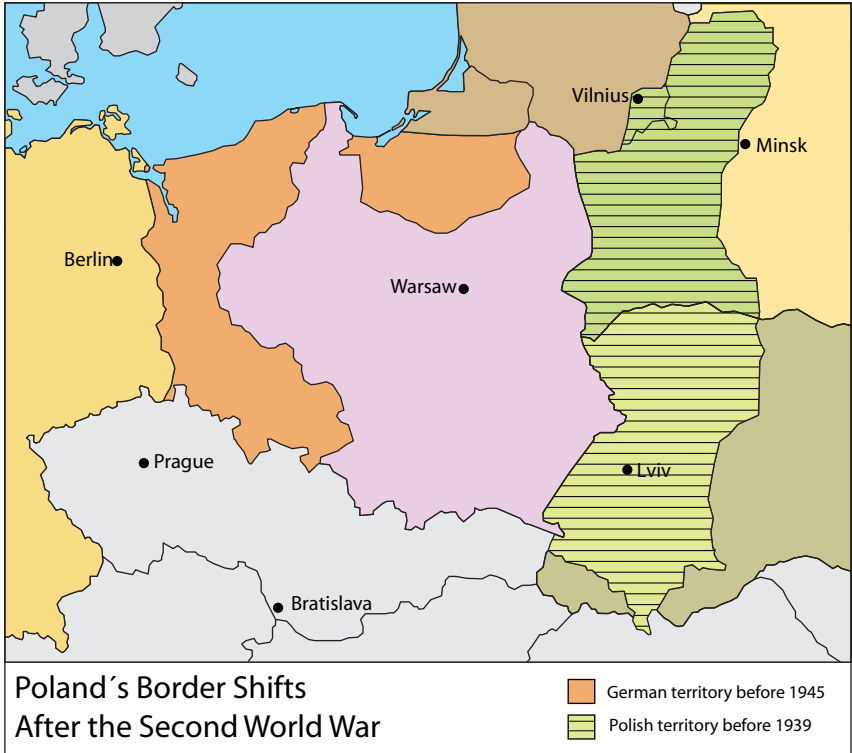 Vilnius
Minsk
Berlin
Warsaw
Prague
Lviv
Bratislava
Poland´s Border Shifts
After the Second World War
German territory before 1945
Polish territory before 1939